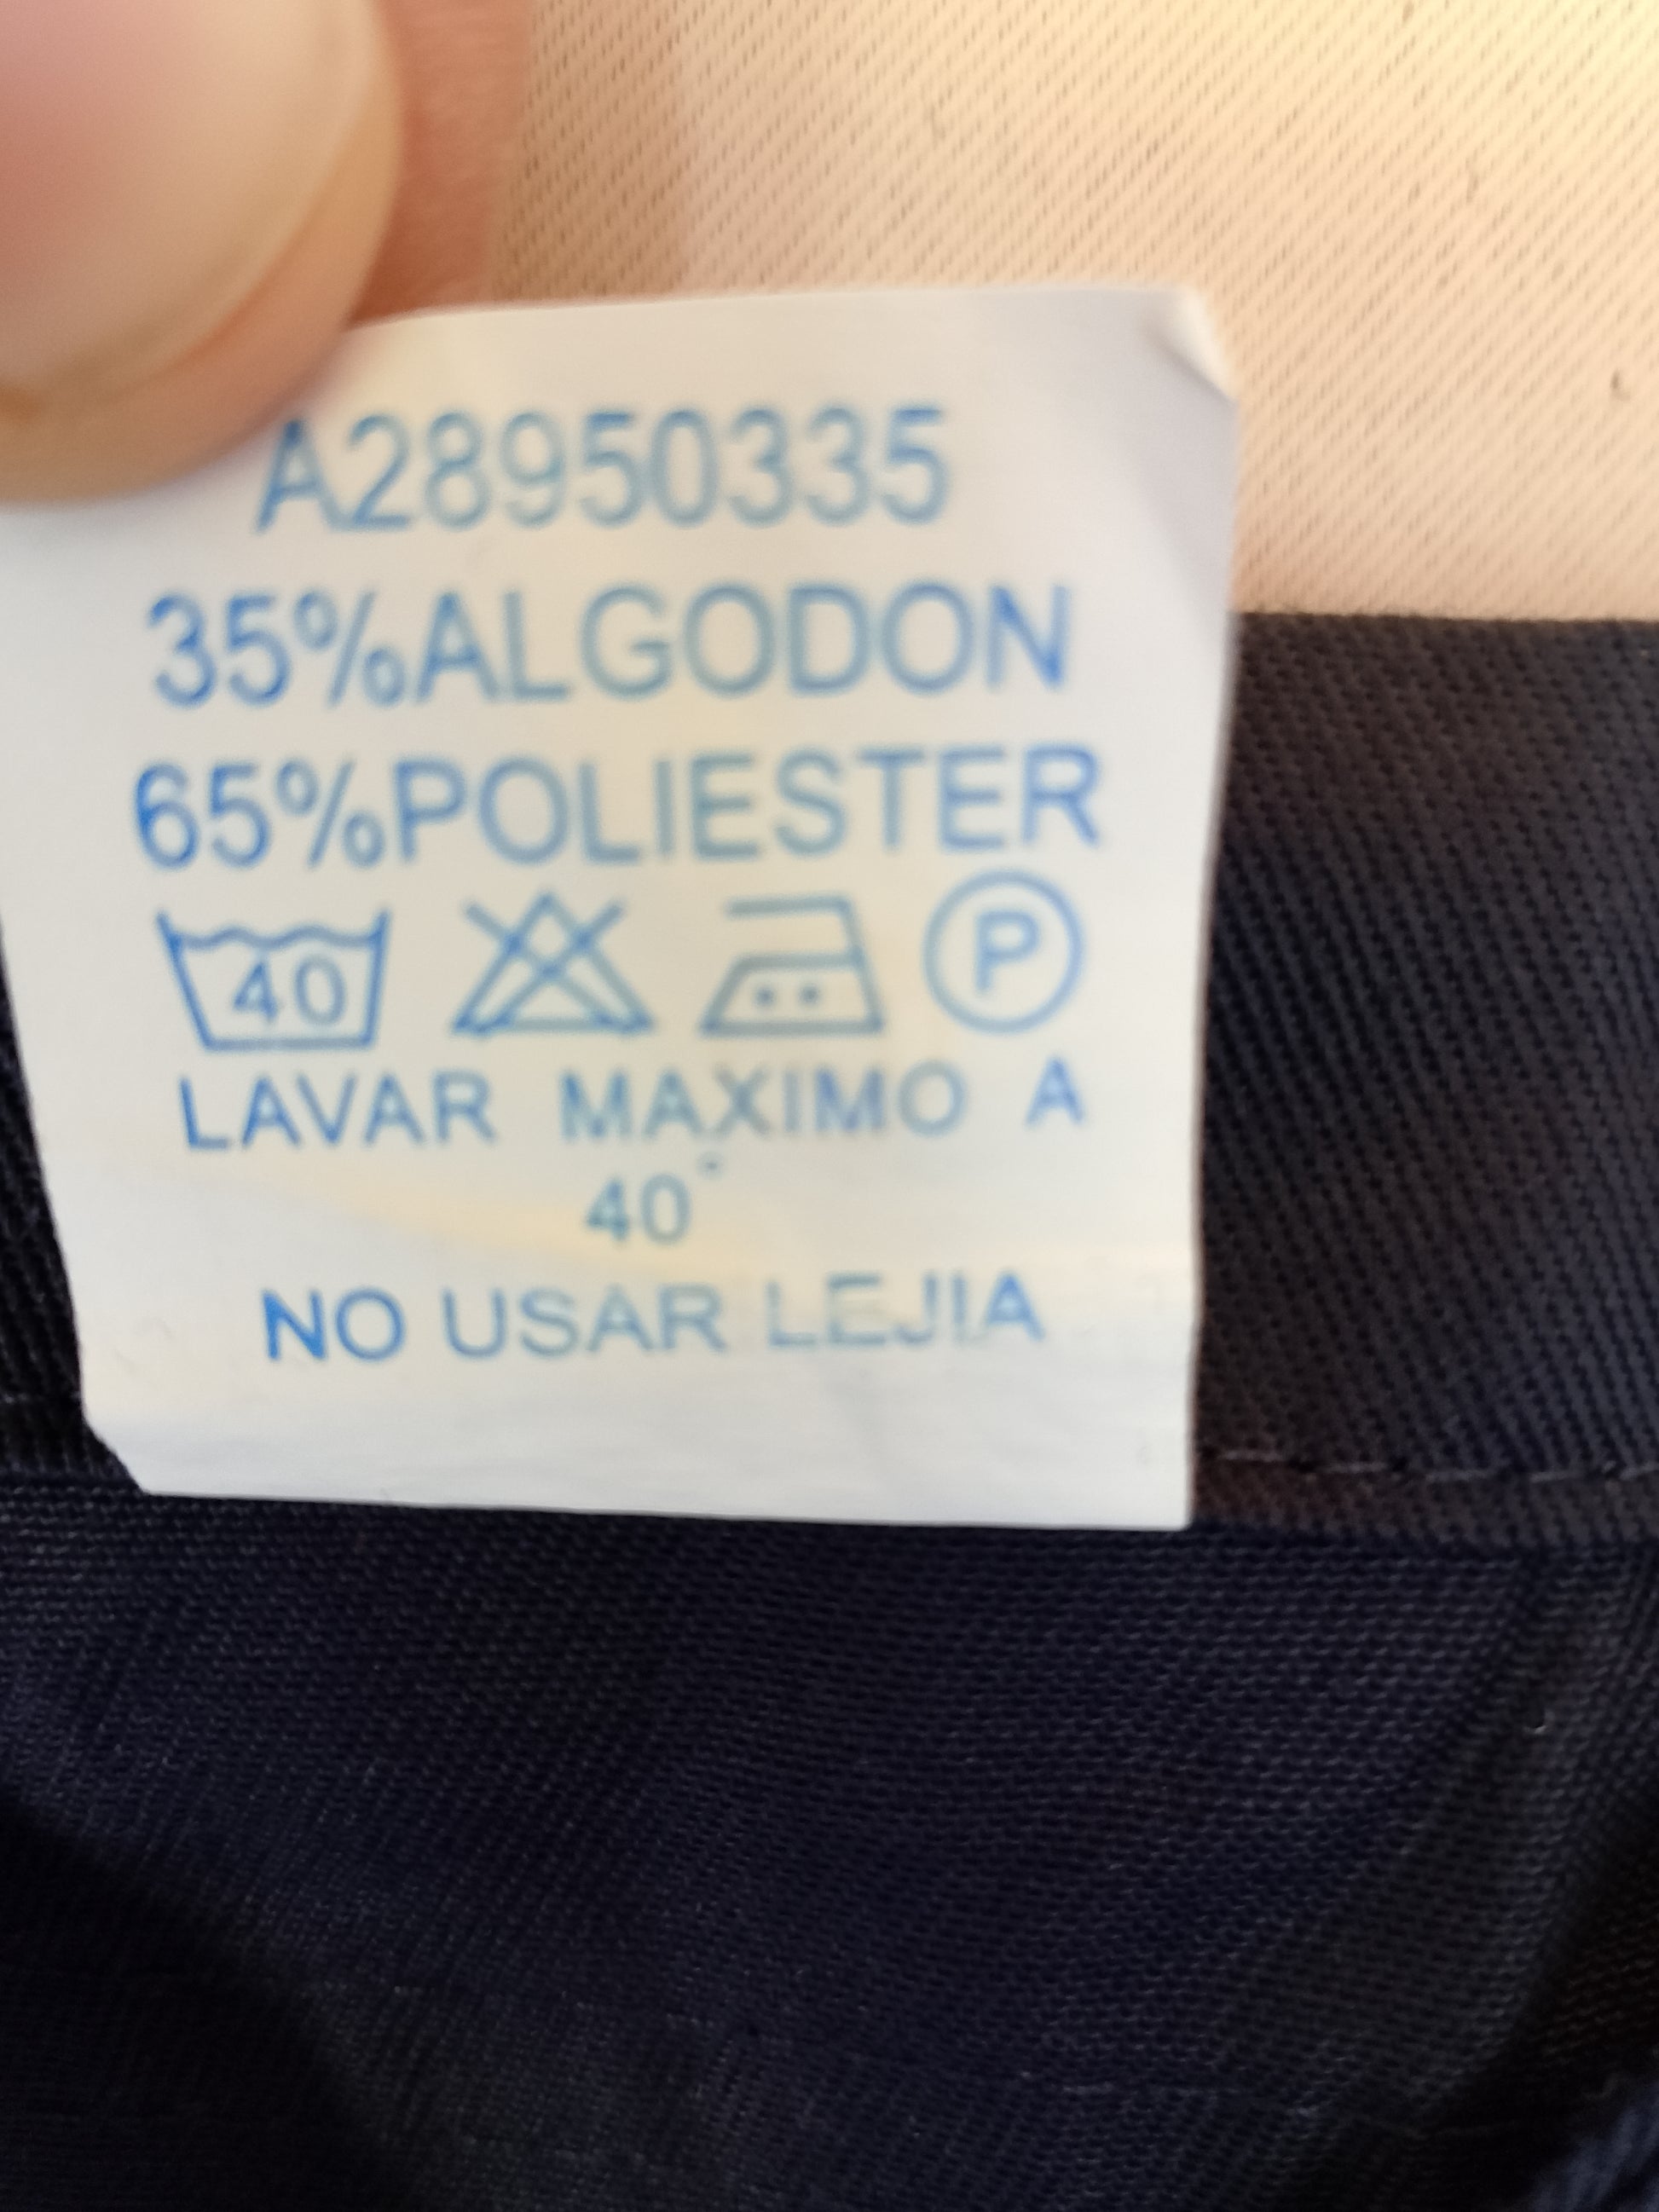 A28950335
35%ALGODON
65%POLIESTER
40 P
LAVAR MAXIMO A
40°
NO USAR LEJIA